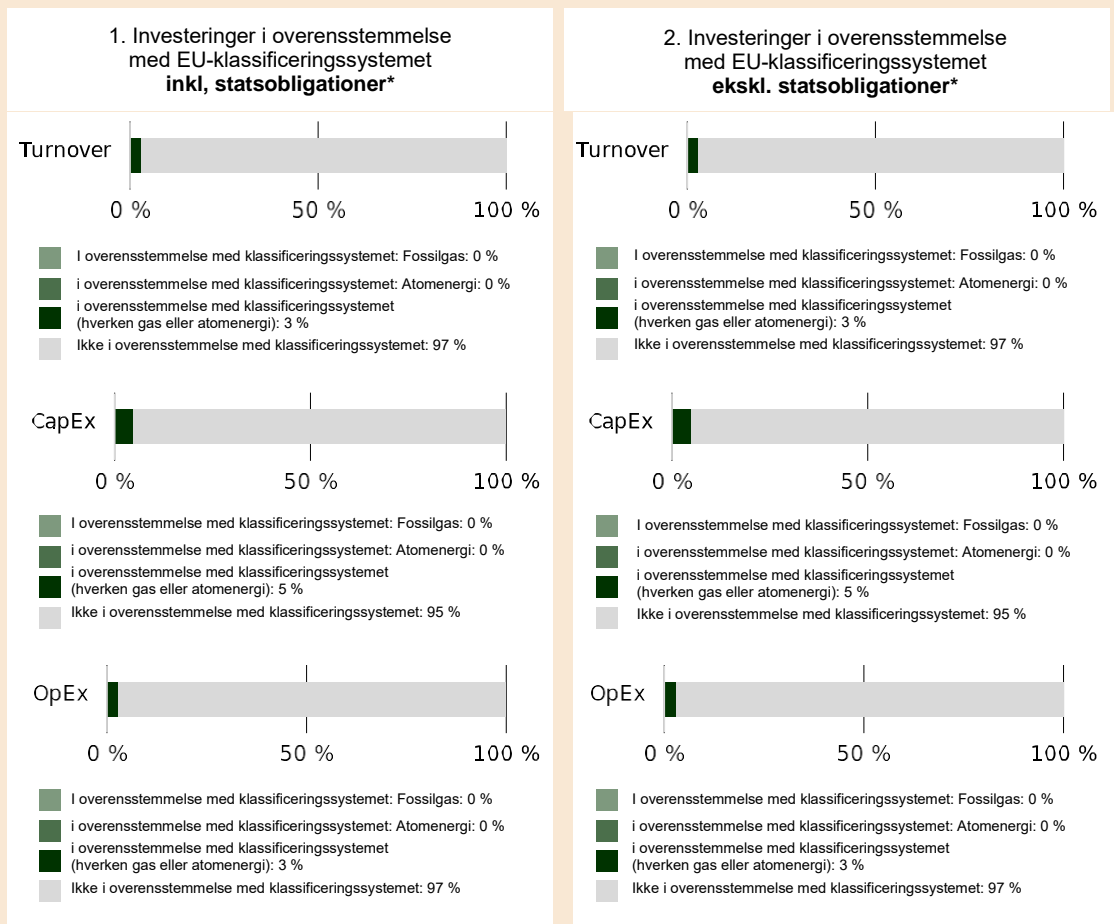 1. Investeringer i overensstemmelse
med EU-klassificeringssystemet
inkl, statsobligationer*
Turnover
0 %
50 %
100 %
I overensstemmelse med klassificeringssystemet: Fossilgas: 0 %
i overensstemmelse med klassificeringssystemet: Atomenergi: 0 %
i overensstemmelse med klassificeringssystemet
(hverken gas eller atomenergi): 3 %
Ikke i overensstemmelse med klassificeringssystemet: 97 %
CapEx
0 %
50 %
100 %
I overensstemmelse med klassificeringssystemet: Fossilgas: 0 %
i overensstemmelse med klassificeringssystemet: Atomenergi: 0 %
i overensstemmelse med klassificeringssystemet
(hverken gas eller atomenergi): 5 %
Ikke i overensstemmelse med klassificeringssystemet: 95 %
OpEx
0 %
50 %
100 %
I overensstemmelse med klassificeringssystemet: Fossilgas: 0 %
i overensstemmelse med klassificeringssystemet: Atomenergi: 0 %
i overensstemmelse med klassificeringssystemet
(hverken gas eller atomenergi): 3 %
Ikke i overensstemmelse med klassificeringssystemet: 97 %
2. Investeringer i overensstemmelse
med EU-klassificeringssystemet
ekskl. statsobligationer*
Turnover
0 %
50 %
100 %
I overensstemmelse med klassificeringssystemet: Fossilgas: 0 %
i overensstemmelse med klassificeringssystemet: Atomenergi: 0 %
i overensstemmelse med klassificeringssystemet
(hverken gas eller atomenergi): 3 %
Ikke i overensstemmelse med klassificeringssystemet: 97 %
CapEx
0 %
50 %
100 %
I overensstemmelse med klassificeringssystemet: Fossilgas: 0 %
i overensstemmelse med klassificeringssystemet: Atomenergi: 0 %
i overensstemmelse med klassificeringssystemet
(hverken gas eller atomenergi): 5 %
Ikke i overensstemmelse med klassificeringssystemet: 95 %
OpEx
0 %
50 %
100 %
I overensstemmelse med klassificeringssystemet: Fossilgas: 0 %
i overensstemmelse med klassificeringssystemet: Atomenergi: 0 %
i overensstemmelse med klassificeringssystemet
(hverken gas eller atomenergi): 3 %
Ikke i overensstemmelse med klassificeringssystemet: 97 %